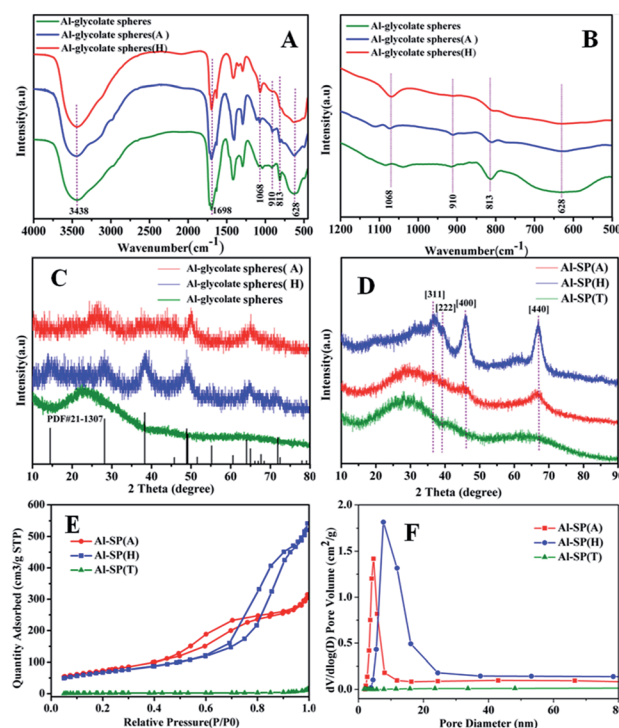 Al-glycolate spheres
Al-glycolate spheres(A )
Al-glycolate spheres(H)
A
Intensity(a.u)
3438
1698
1068
910
813
628
4000 3500 3000 2500 2000 1500 1000 500
Wavenumber(cm-1)
Al-glycolate spheres
Al-glycolate spheres(A )
Al-glycolate spheres(H)
B
Intensity(a.u)
1068
910
813
628
1200 1100 1000 900 800 700 600 500
Wavenumber(cm-1)
C
Al-glycolate spheres( A)
Al-glycolate spheres( H)
Al-glycolate spheres
Intensity(a.u)
PDF#21-1307
10 20 30 40 50 60 70 80
2 Theta (degree)
D
Al-SP(A)
Al-SP(H)
Al-SP(T)
[311]
[222]
[400]
[440]
Intensity(a.u)
10 20 30 40 50 60 70 80 90
2 Theta (degree)
E
Al-SP(A)
Al-SP(H)
Al-SP(T)
Quantity Adsorbed (cm3/g STP)
600
500
400
300
200
100
0
0.0 0.2 0.4 0.6 0.8 1.0
Relative Pressure(P/P0)
F
Al-SP(A)
Al-SP(H)
Al-SP(T)
dV/dlog(D) Pore Volume (cm2/g)
2.0
1.5
1.0
0.5
0.0
0 20 40 60 80
Pore Diameter (nm)